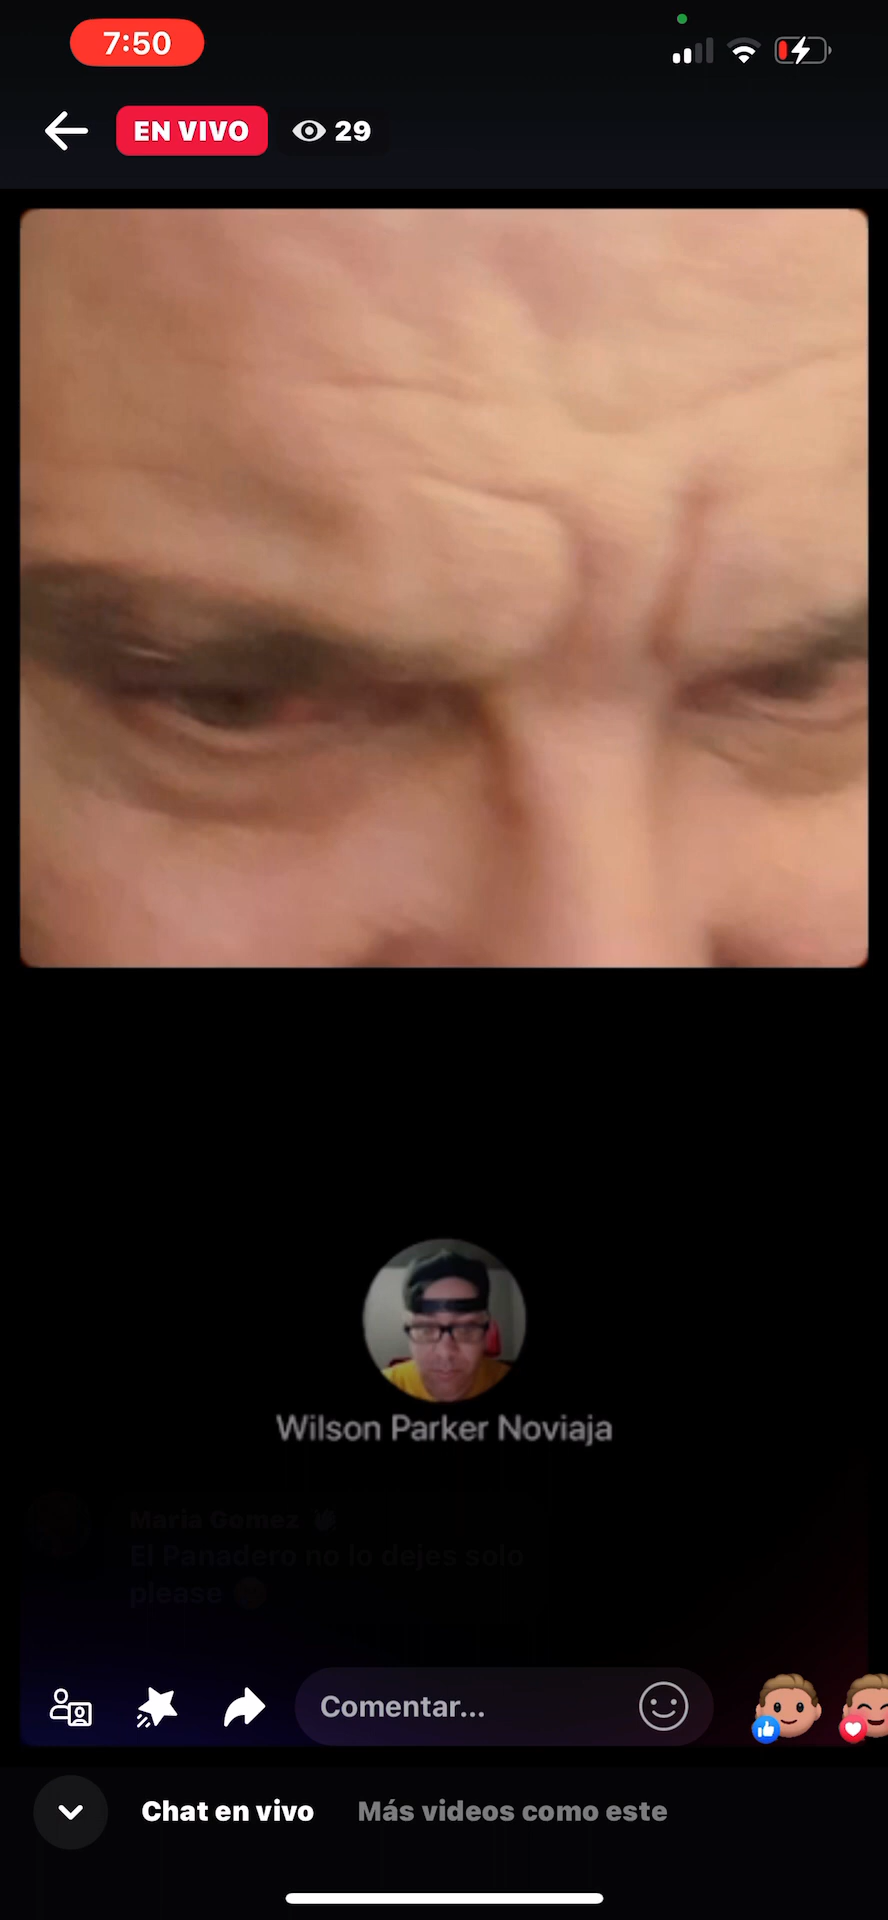 7:50
EN VIVO
29
Wilson Parker Noviaja
Maria Gomez
El Panadero no lo dejes solo
please
Comentar...
Chat en vivo
Más videos como este